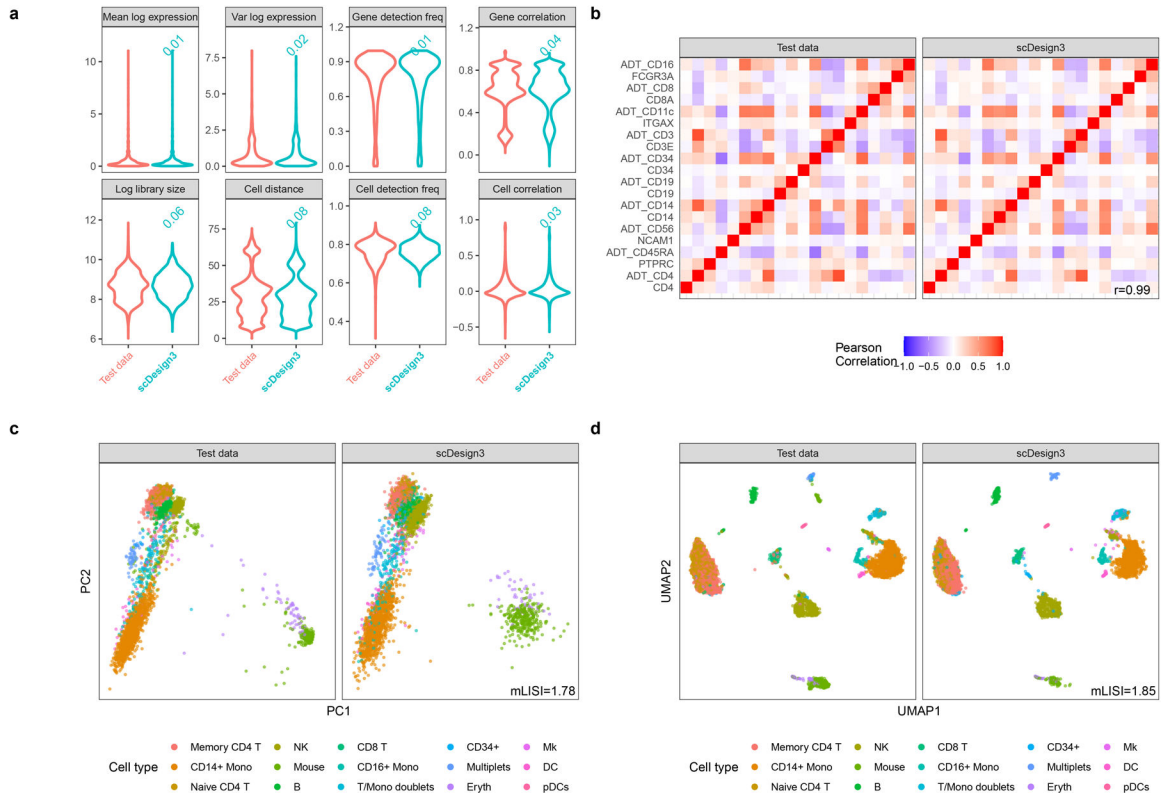 a
Mean log expression
Var log expression
Gene detection freq
Gene correlation
0.01
0.02
0.01
0.04
10
5
0
7.5
5.0
2.5
0.0
1.2
0.8
0.4
0.0
1.2
0.8
0.4
0.0
Log library size
Cell distance
Cell detection freq
Cell correlation
0.06
0.08
0.08
0.03
12
10
8
6
75
50
25
0
1.0
0.8
0.6
0.4
1.0
0.5
0.0
−0.5
Test data
scDesign3
Test data
scDesign3
Test data
scDesign3
Test data
scDesign3
b
Test data
scDesign3
ADT_CD16
FCGR3A
ADT_CD8
CD8A
ADT_CD11c
ITGAX
ADT_CD3
CD3E
ADT_CD34
CD34
ADT_CD19
CD19
ADT_CD14
CD14
ADT_CD56
NCAM1
ADT_CD45RA
PTPRC
ADT_CD4
CD4
r=0.99
Pearson
Correlation
−1.0 −0.5 0.0 0.5 1.0
c
Test data
scDesign3
PC2
mLISI=1.78
PC1
Cell type
Memory CD4 T
NK
CD8 T
CD34+
Mk
CD14+ Mono
Mouse
CD16+ Mono
Multiplets
DC
Naive CD4 T
B
T/Mono doublets
Eryth
pDCs
d
Test data
scDesign3
UMAP2
mLISI=1.85
UMAP1
Cell type
Memory CD4 T
NK
CD8 T
CD34+
Mk
CD14+ Mono
Mouse
CD16+ Mono
Multiplets
DC
Naive CD4 T
B
T/Mono doublets
Eryth
pDCs